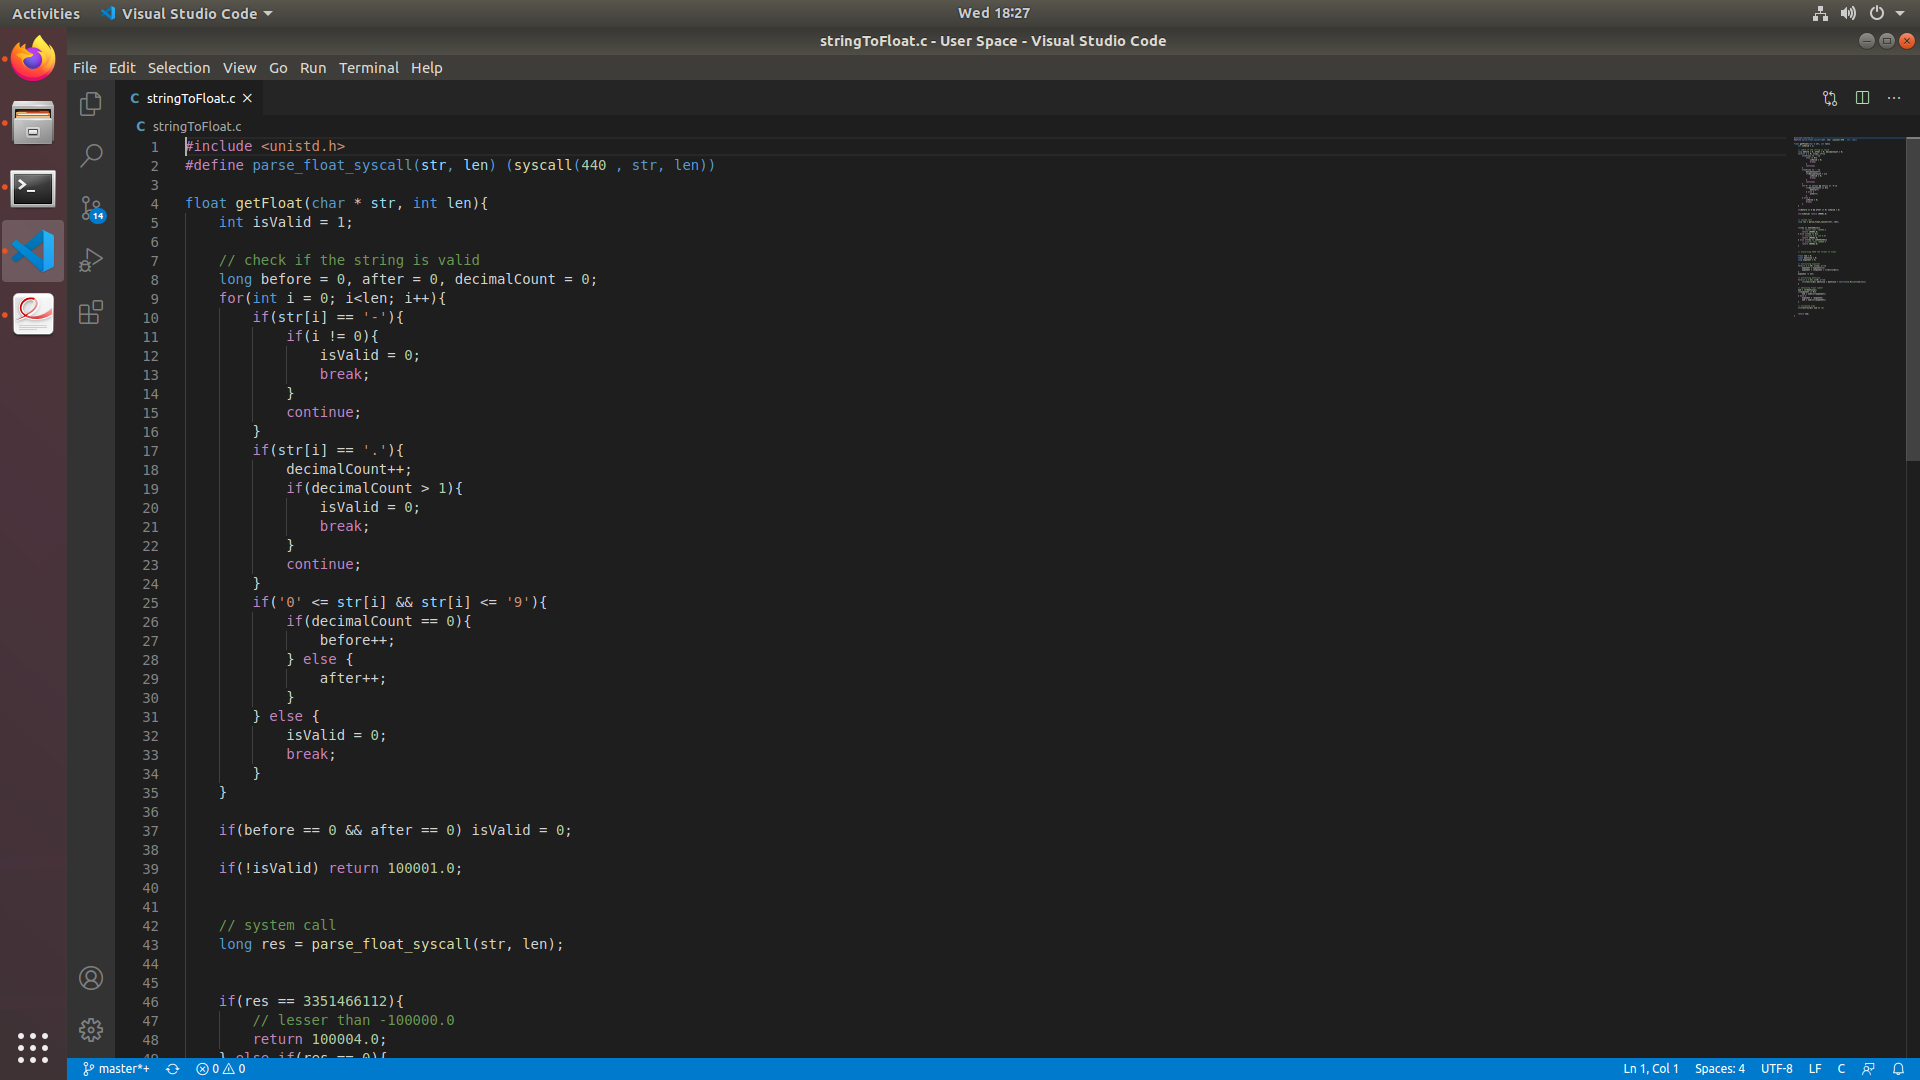 Activities Visual Studio Code Wed 18:27
stringToFloat.c - User Space - Visual Studio Code
File Edit Selection View Go Run Terminal Help
C stringToFloat.c
C stringToFloat.c
14
1 #include <unistd.h>
2 #define parse_float_syscall(str, len) (syscall(440 , str, len))
3
4 float getFloat(char * str, int len){
5     int isValid = 1;
6
7     // check if the string is valid
8     long before = 0, after = 0, decimalCount = 0;
9     for(int i = 0; i<len; i++){
10         if(str[i] == '-'){
11             if(i != 0){
12                 isValid = 0;
13                 break;
14             }
15             continue;
16         }
17         if(str[i] == '.'){
18             decimalCount++;
19             if(decimalCount > 1){
20                 isValid = 0;
21                 break;
22             }
23             continue;
24         }
25         if('0' <= str[i] && str[i] <= '9'){
26             if(decimalCount == 0){
27                 before++;
28             } else {
29                 after++;
30             }
31         } else {
32             isValid = 0;
33             break;
34         }
35     }
36
37     if(before == 0 && after == 0) isValid = 0;
38
39     if(!isValid) return 100001.0;
40
41
42     // system call
43     long res = parse_float_syscall(str, len);
44
45
46     if(res == 3351466112){
47         // lesser than -100000.0
48         return 100004.0;
49     } else if(res == 0){
master*+ 0 0 Ln 1, Col 1 Spaces: 4 UTF-8 LF C